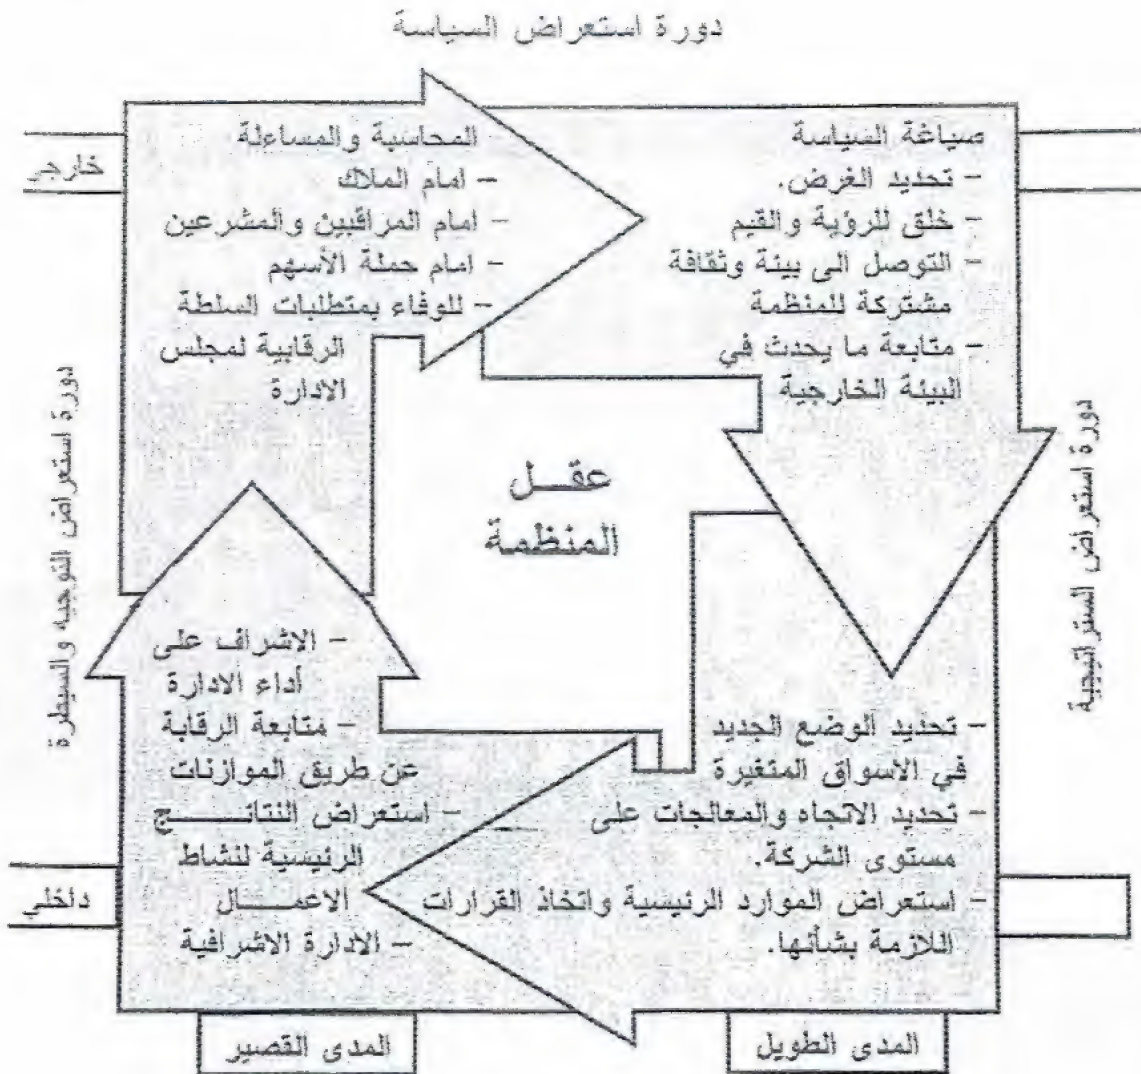 دورة استعراض السياسة
خارجي
المحاسبة والمساءلة
- امام الملاك
- امام المراقبين والمشرعين
- امام حملة الأسهم
- للوفاء بمتطلبات السلطة
الرقابية لمجلس
الادارة
صياغة السياسة
- تحديد الغرض.
- خلق للرؤية والقيم
- التوصل الى بيئة وثقافة
مشتركة للمنظمة
- متابعة ما يحدث في
البيئة الخارجية
دورة استعراض الستراتيجية
عقـل
المنظمة
دورة استعراض التوجيه والسيطرة
- تحديد الوضع الجديد
في الاسواق المتغيرة
- تحديد الاتجاه والمعالجات على
مستوى الشركة.
- استعراض الموارد الرئيسية واتخاذ القرارات
اللازمة بشأنها.
- الاشراف على
أداء الادارة
- متابعة الرقابة
عن طريق الموازنات
- استعراض النتائـــج
الرئيسية لنشاط
الاعمـــال
- الادارة الاشرافية
داخلي
المدى الطويل
المدى القصير